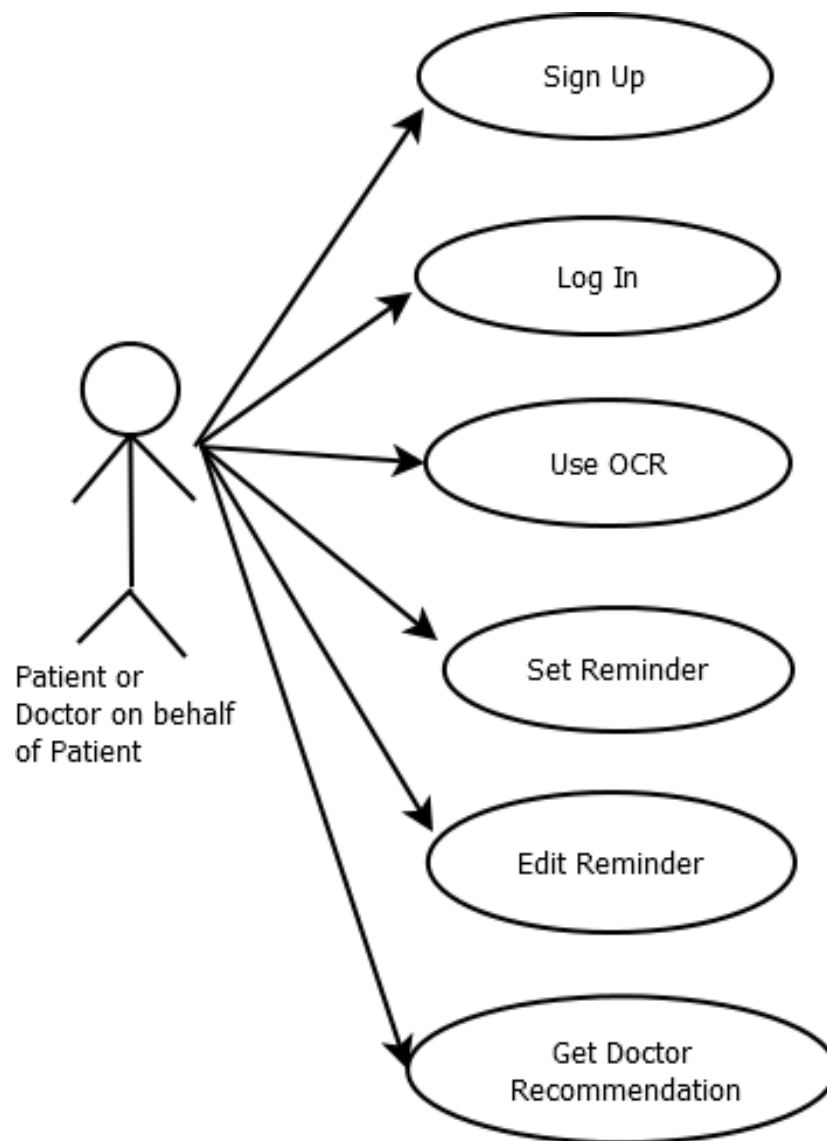 Sign Up
Log In
Use OCR
Set Reminder
Patient or
Doctor on behalf
of Patient
Edit Reminder
Get Doctor
Recommendation